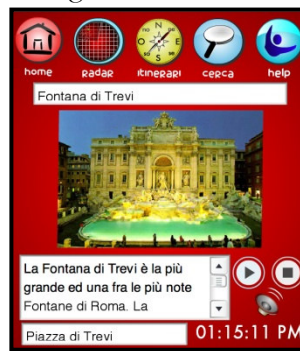 home RADAR ITINERARI CERCA help
Fontana di Trevi
La Fontana di Trevi è la più
grande ed una fra le più note
Fontane di Roma. La
Piazza di Trevi
01:15:11 PM